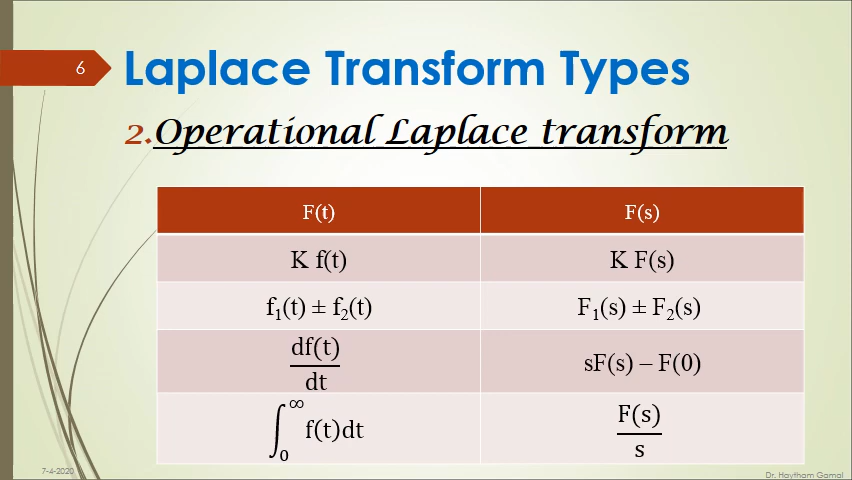 6
Laplace Transform Types
2.Operational Laplace transform
F(t) F(s)
K f(t) K F(s)
f₁(t) ± f₂(t) F₁(s) ± F₂(s)
df(t)
dt
sF(s) – F(0)
∫₀^∞ f(t)dt
F(s)
s
7-4-2020
Dr. Haytham Gamal